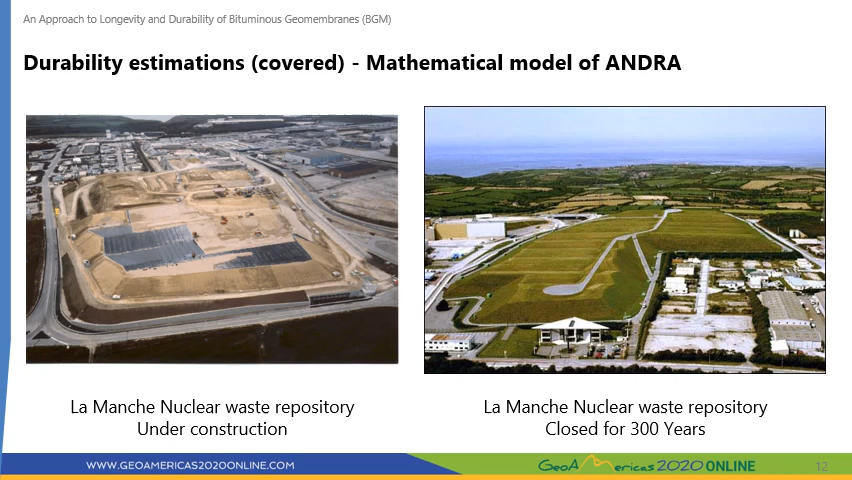 An Approach to Longevity and Durability of Bituminous Geomembranes (BGM)
Durability estimations (covered) - Mathematical model of ANDRA
La Manche Nuclear waste repository
Under construction
La Manche Nuclear waste repository
Closed for 300 Years
WWW.GEOAMERICAS2020ONLINE.COM
GeoAmericas 2020 ONLINE
12